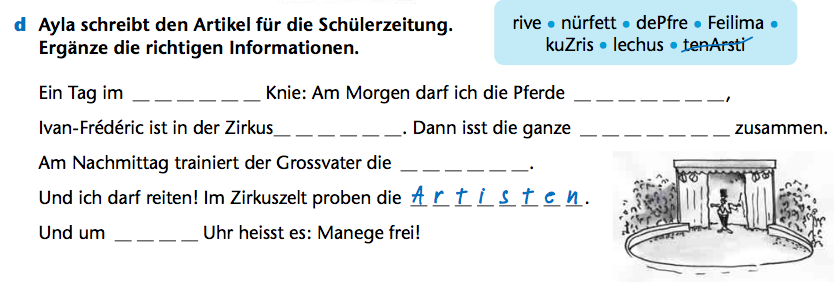 d Ayla schreibt den Artikel für die Schülerzeitung.
Ergänze die richtigen Informationen.
rive • nürfett • dePfre • Feilima •
kuZris • lechus • tenArsti
Ein Tag im _ _ _ _ _ _ Knie: Am Morgen darf ich die Pferde _ _ _ _ _ _ _,
Ivan-Frédéric ist in der Zirkus_ _ _ _ _ _. Dann isst die ganze _ _ _ _ _ _ _ zusammen.
Am Nachmittag trainiert der Grossvater die _ _ _ _ _ _.
Und ich darf reiten! Im Zirkuszelt proben die Artisten.
Und um _ _ _ _ Uhr heisst es: Manege frei!